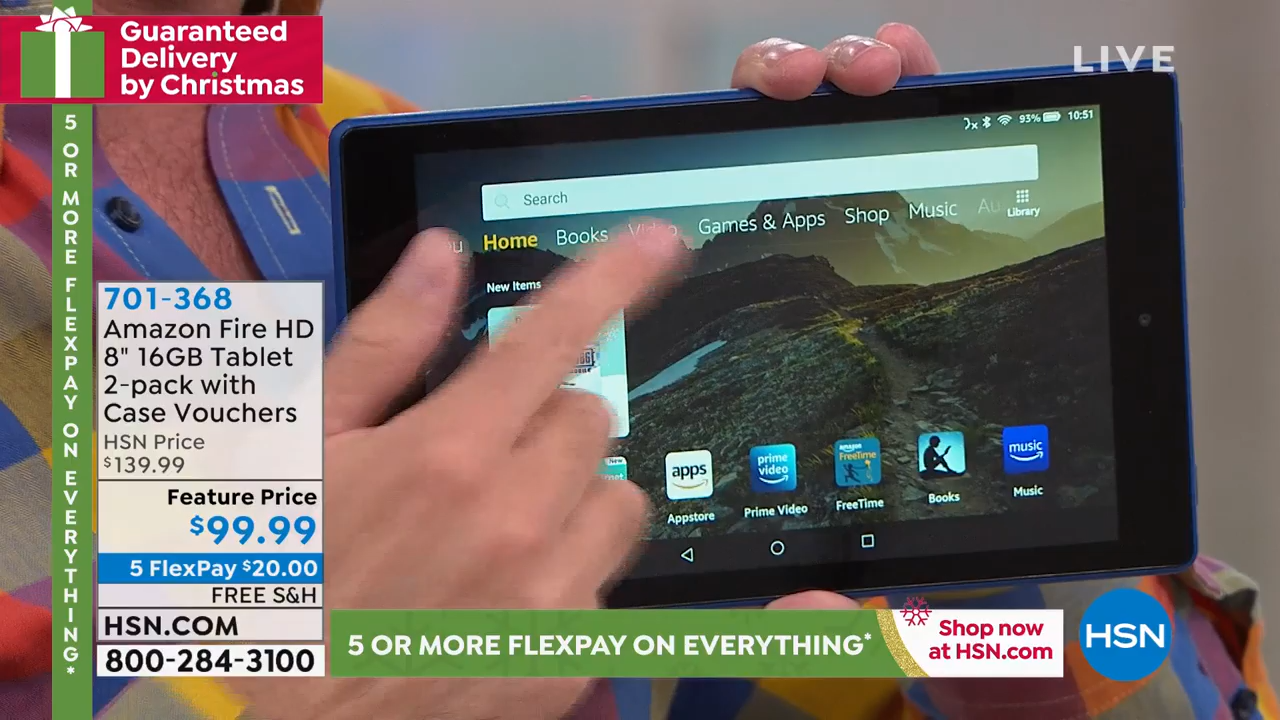 Guaranteed
Delivery
by Christmas
LIVE
5 OR MORE FLEXPAY ON EVERYTHING*
93% 10:51
Search
Home Books Video Games & Apps Shop Music Au
Library
New Items
apps
prime video
amazon FreeTime
music
New
Appstore Prime Video FreeTime Books Music
701-368
Amazon Fire HD
8" 16GB Tablet
2-pack with
Case Vouchers
HSN Price
$139.99
Feature Price
$99.99
5 FlexPay $20.00
FREE S&H
HSN.COM
800-284-3100
5 OR MORE FLEXPAY ON EVERYTHING*
Shop now
at HSN.com
HSN